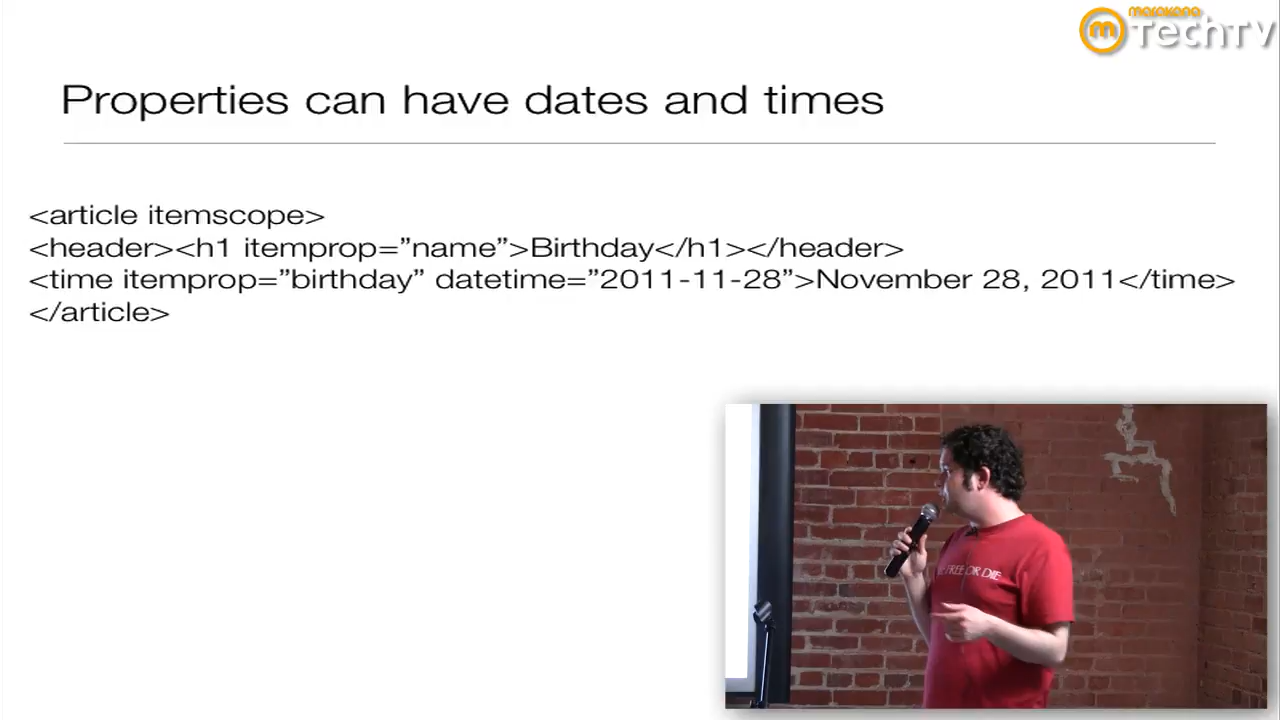 marakana
m TechTV
Properties can have dates and times
<article itemscope>
<header><h1 itemprop=”name”>Birthday</h1></header>
<time itemprop=”birthday” datetime=”2011-11-28”>November 28, 2011</time>
</article>
FREE OR DIE